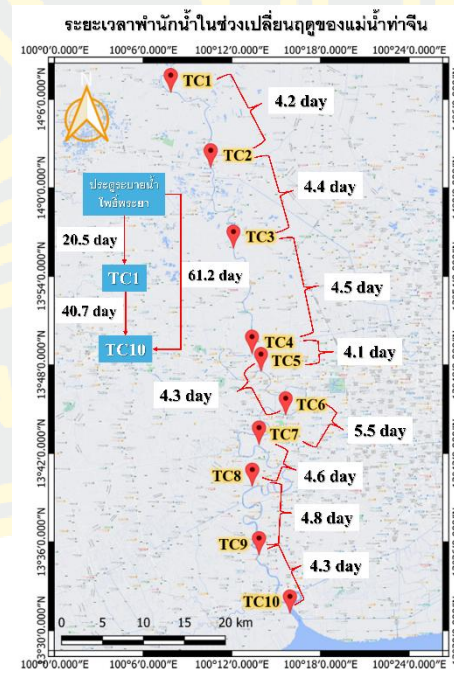 ระยะเวลาพำนักน้ำในช่วงเปลี่ยนฤดูของแม่น้ำท่าจีน
100°0'0.000"N 100°6'0.000"N 100°12'0.000"N 100°18'0.000"N 100°24'0.000"N
14°6'0.000"N
14°0'0.000"N
13°54'0.000"N
13°48'0.000"N
13°42'0.000"N
13°36'0.000"N
13°30'0.000"N
N
TC1
4.2 day
TC2
4.4 day
TC3
4.5 day
TC4
4.1 day
TC5
4.3 day
TC6
5.5 day
TC7
4.6 day
TC8
4.8 day
TC9
4.3 day
TC10
ประตูระบายน้ำ
โพธิ์พระยา
20.5 day
61.2 day
TC1
40.7 day
TC10
0 5 10 15 20 km
100°0'0.000"E 100°6'0.000"E 100°12'0.000"E 100°18'0.000"E 100°24'0.000"E